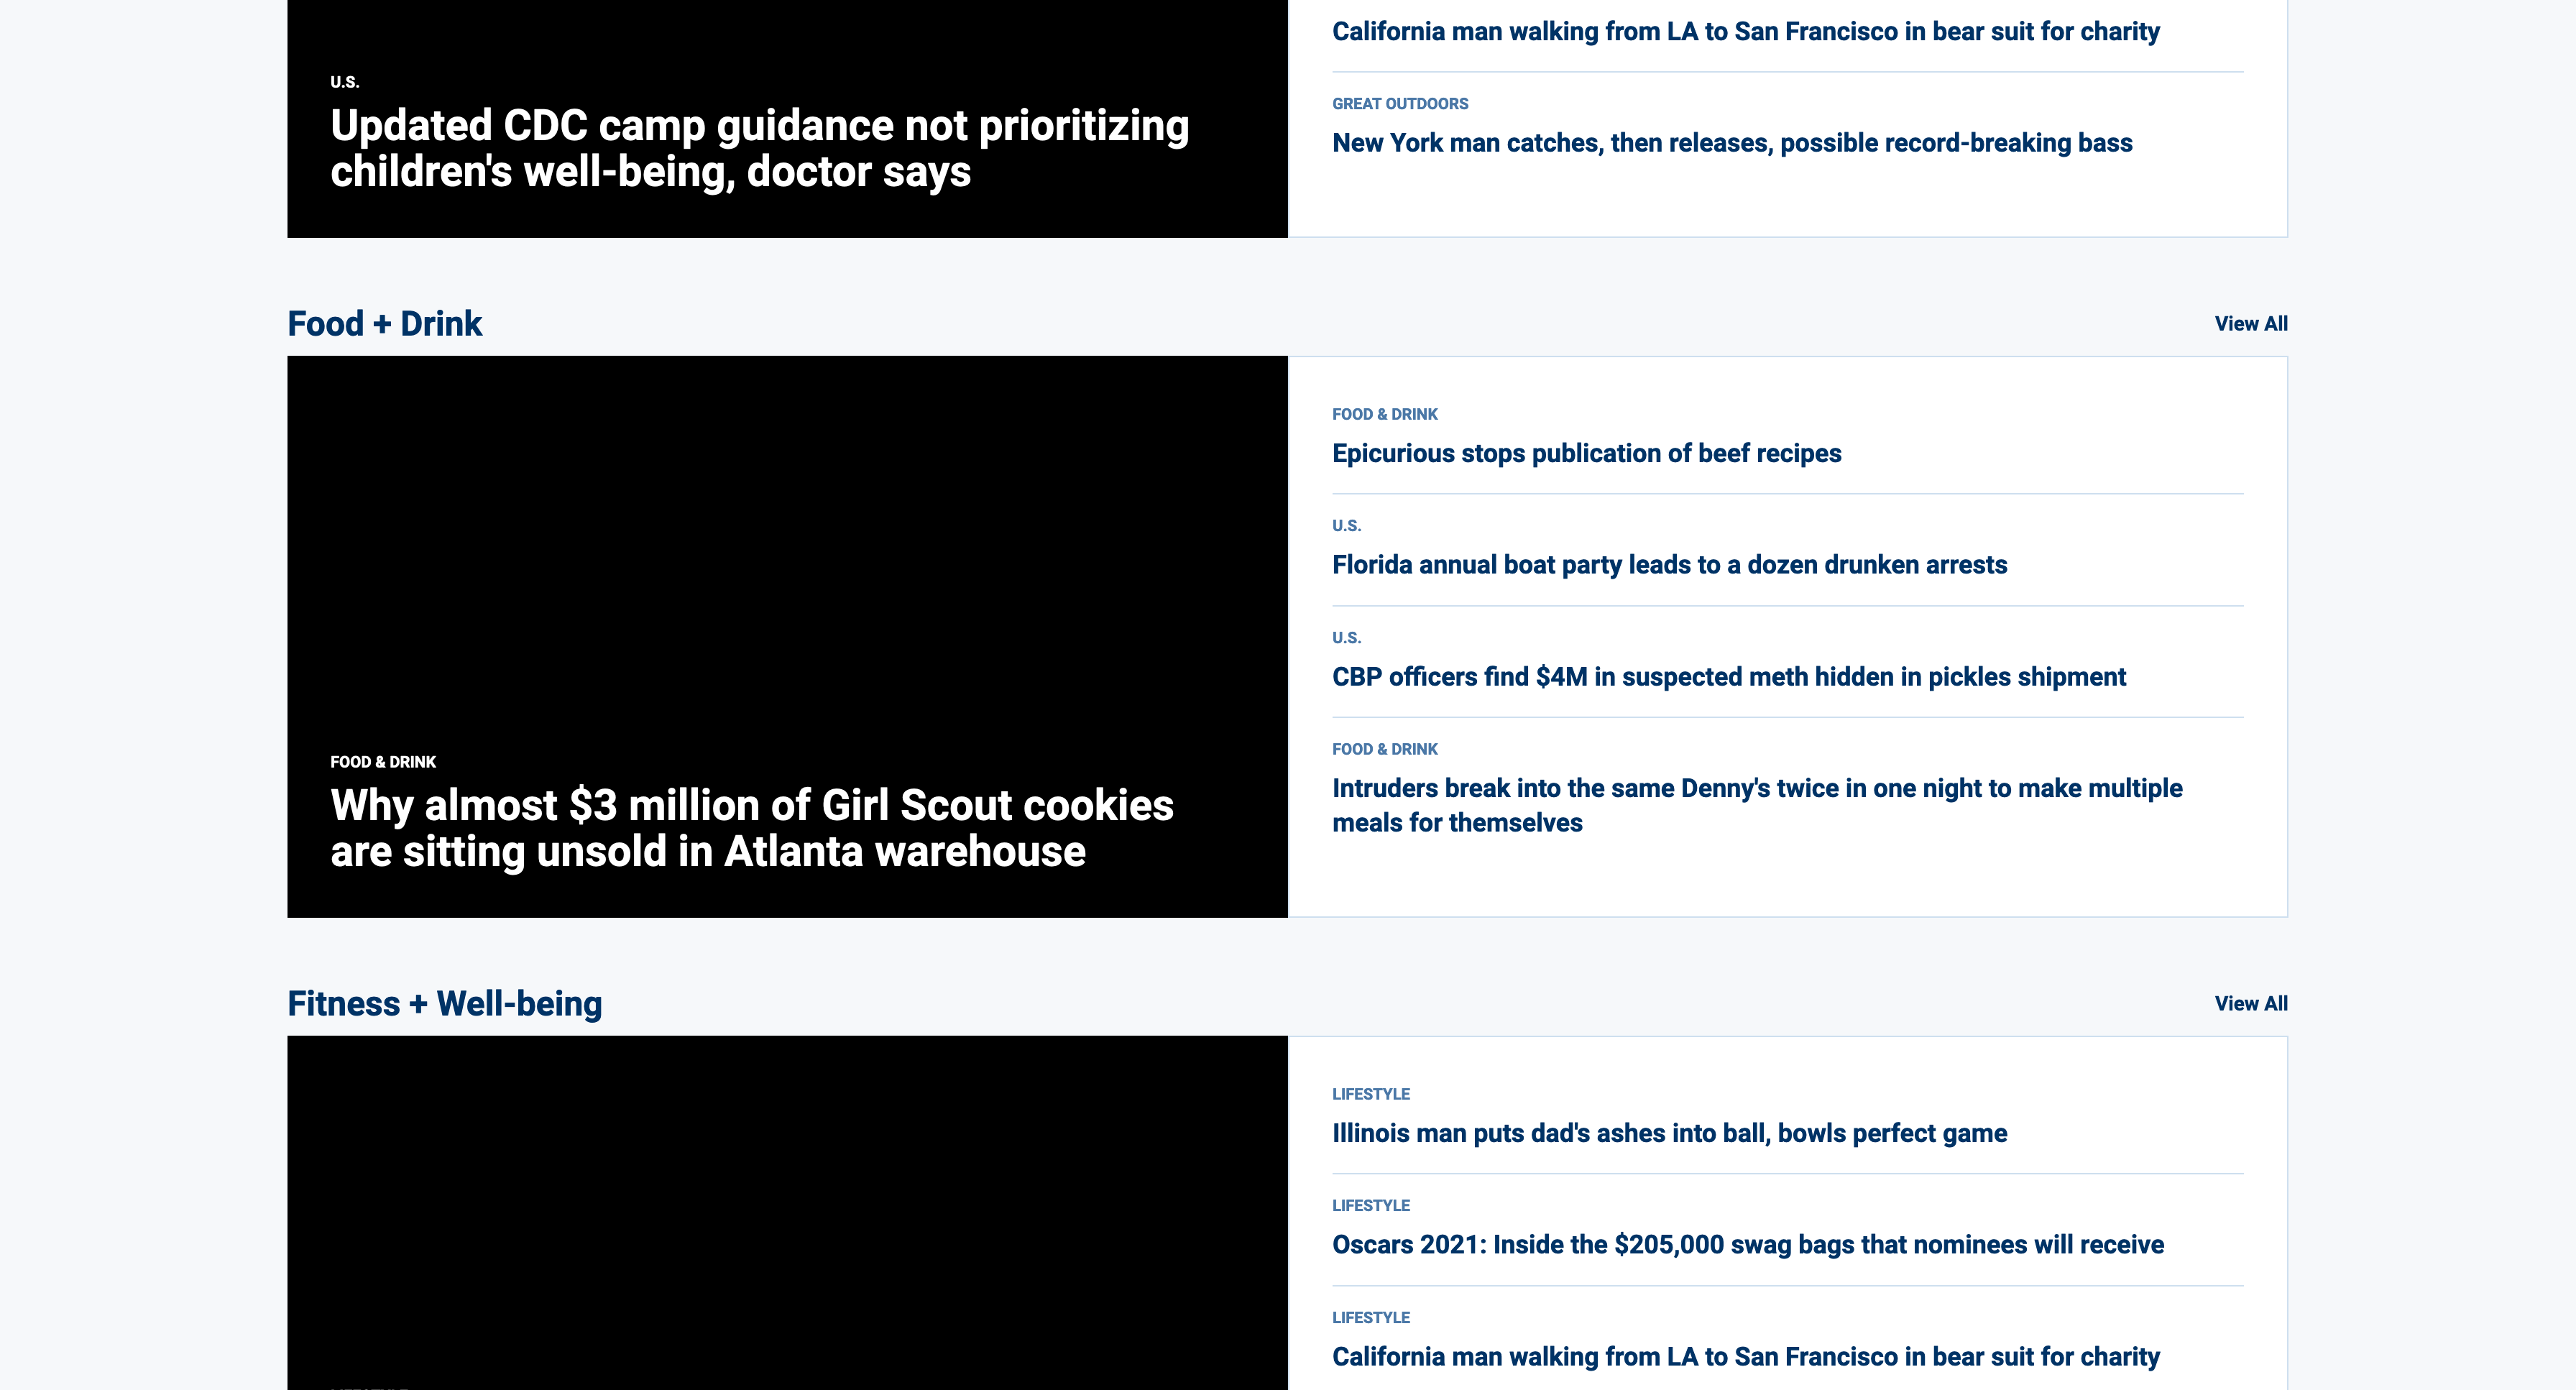 California man walking from LA to San Francisco in bear suit for charity
U.S.
Updated CDC camp guidance not prioritizing
children's well-being, doctor says
GREAT OUTDOORS
New York man catches, then releases, possible record-breaking bass
Food + Drink
View All
FOOD & DRINK
Why almost $3 million of Girl Scout cookies
are sitting unsold in Atlanta warehouse
FOOD & DRINK
Epicurious stops publication of beef recipes
U.S.
Florida annual boat party leads to a dozen drunken arrests
U.S.
CBP officers find $4M in suspected meth hidden in pickles shipment
FOOD & DRINK
Intruders break into the same Denny's twice in one night to make multiple
meals for themselves
Fitness + Well-being
View All
LIFESTYLE
Illinois man puts dad's ashes into ball, bowls perfect game
LIFESTYLE
Oscars 2021: Inside the $205,000 swag bags that nominees will receive
LIFESTYLE
California man walking from LA to San Francisco in bear suit for charity